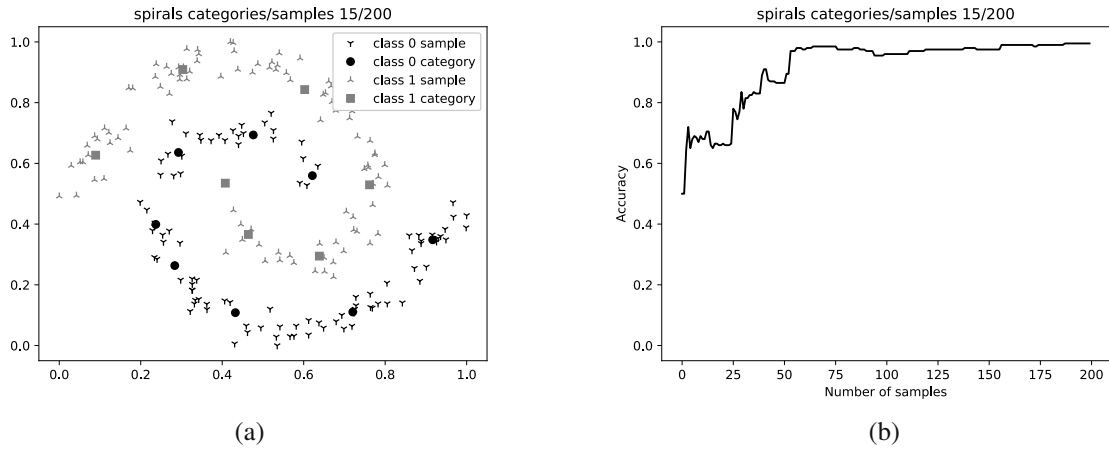 spirals categories/samples 15/200
1.0
0.8
0.6
0.4
0.2
0.0
0.0
0.2
0.4
0.6
0.8
1.0
class 0 sample
class 0 category
class 1 sample
class 1 category
(a)
spirals categories/samples 15/200
Accuracy
1.0
0.8
0.6
0.4
0.2
0.0
0
25
50
75
100
125
150
175
200
Number of samples
(b)